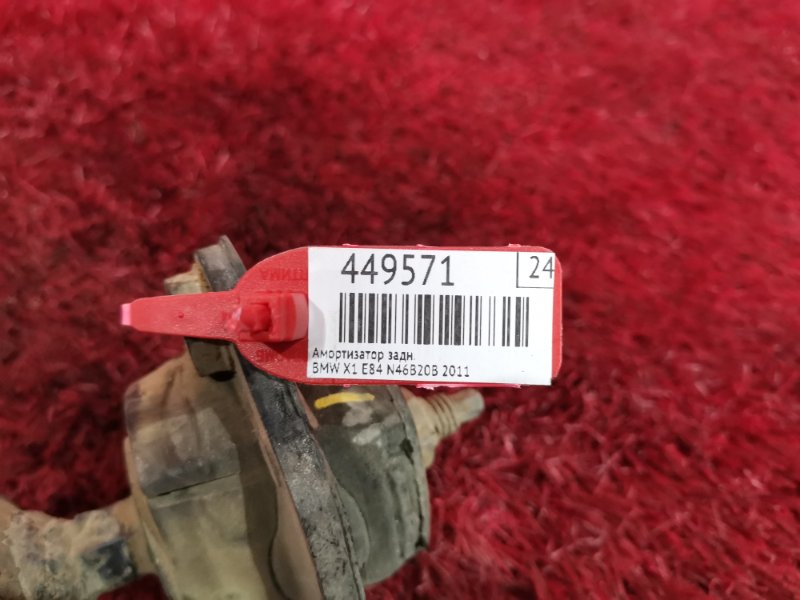 449571
24
Амортизатор задн.
BMW X1 E84 N46B20B 2011